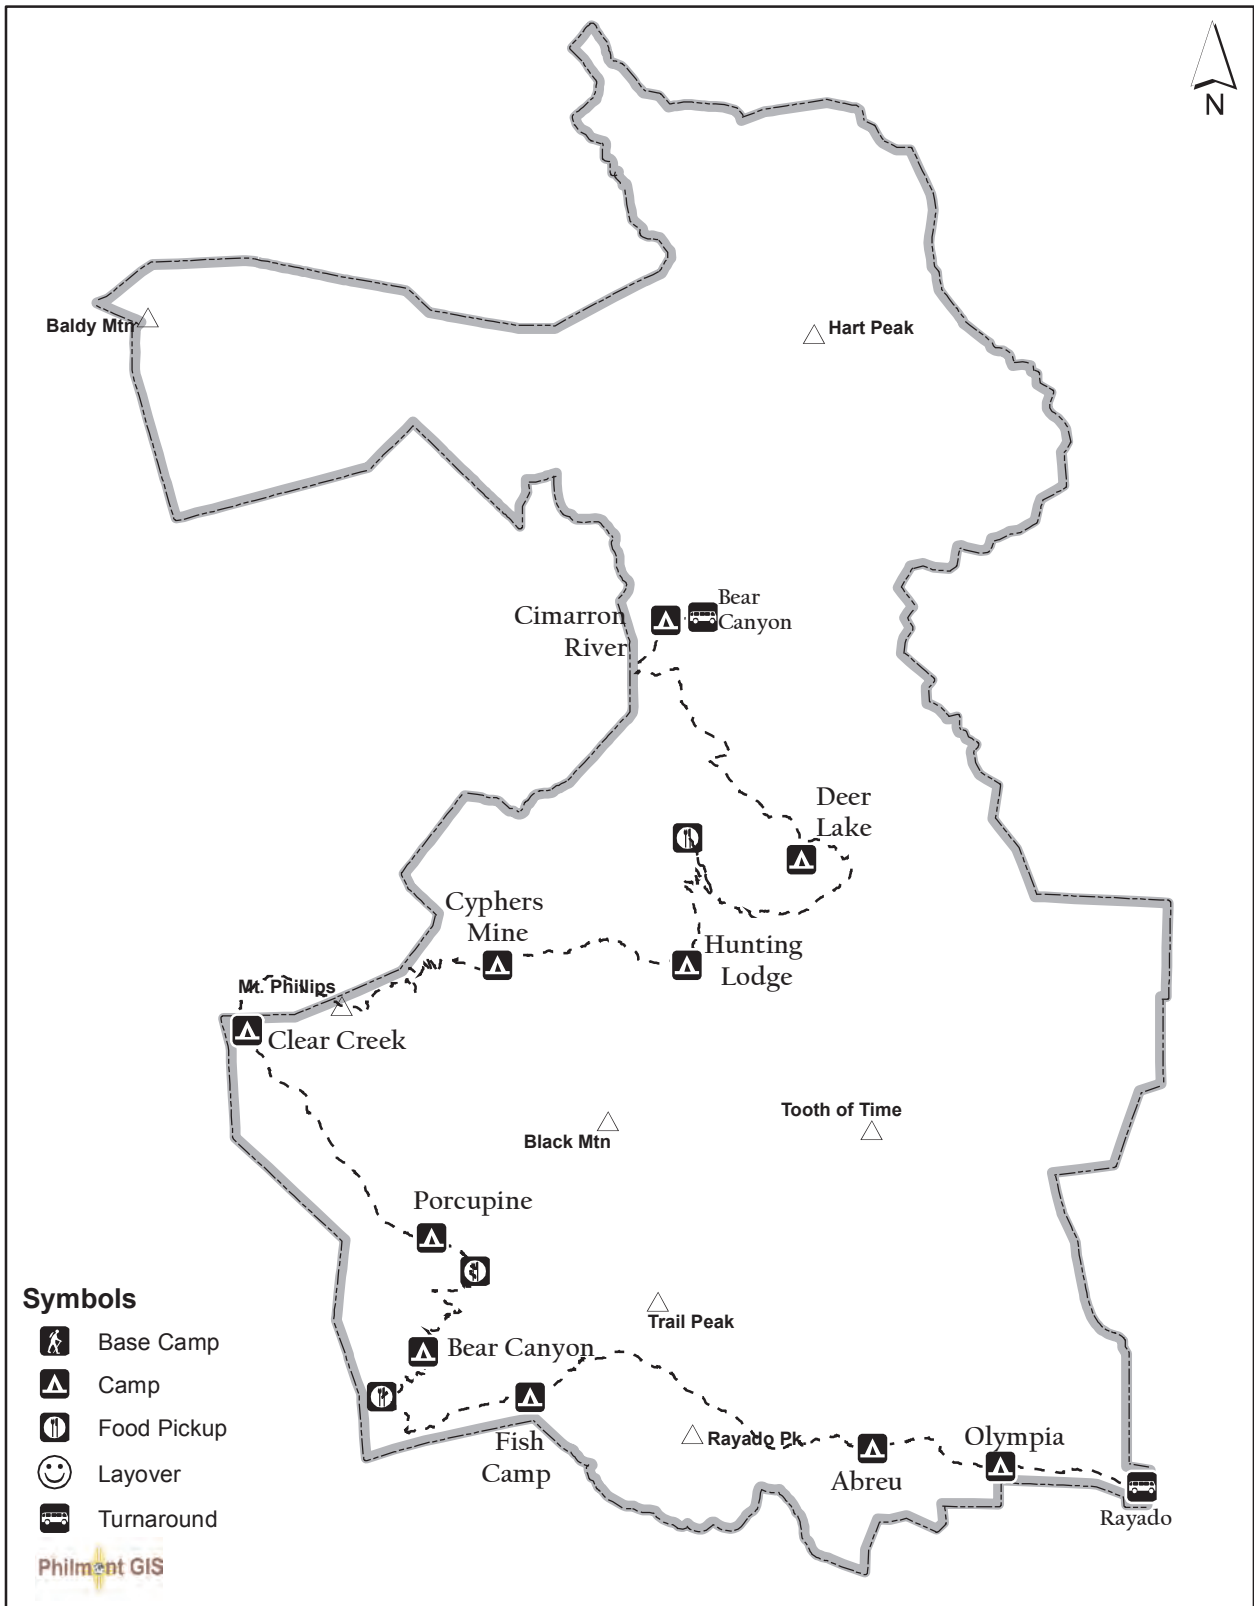 N
Baldy Mtn
Hart Peak
Bear
Canyon
Cimarron
River
Deer
Lake
Cyphers
Mine
Hunting
Lodge
Mt. Phillips
Clear Creek
Tooth of Time
Black Mtn
Porcupine
Symbols
Base Camp
Camp
Food Pickup
Layover
Turnaround
Philmont GIS
Trail Peak
Bear Canyon
Fish
Camp
Rayado Pk
Abreu
Olympia
Rayado